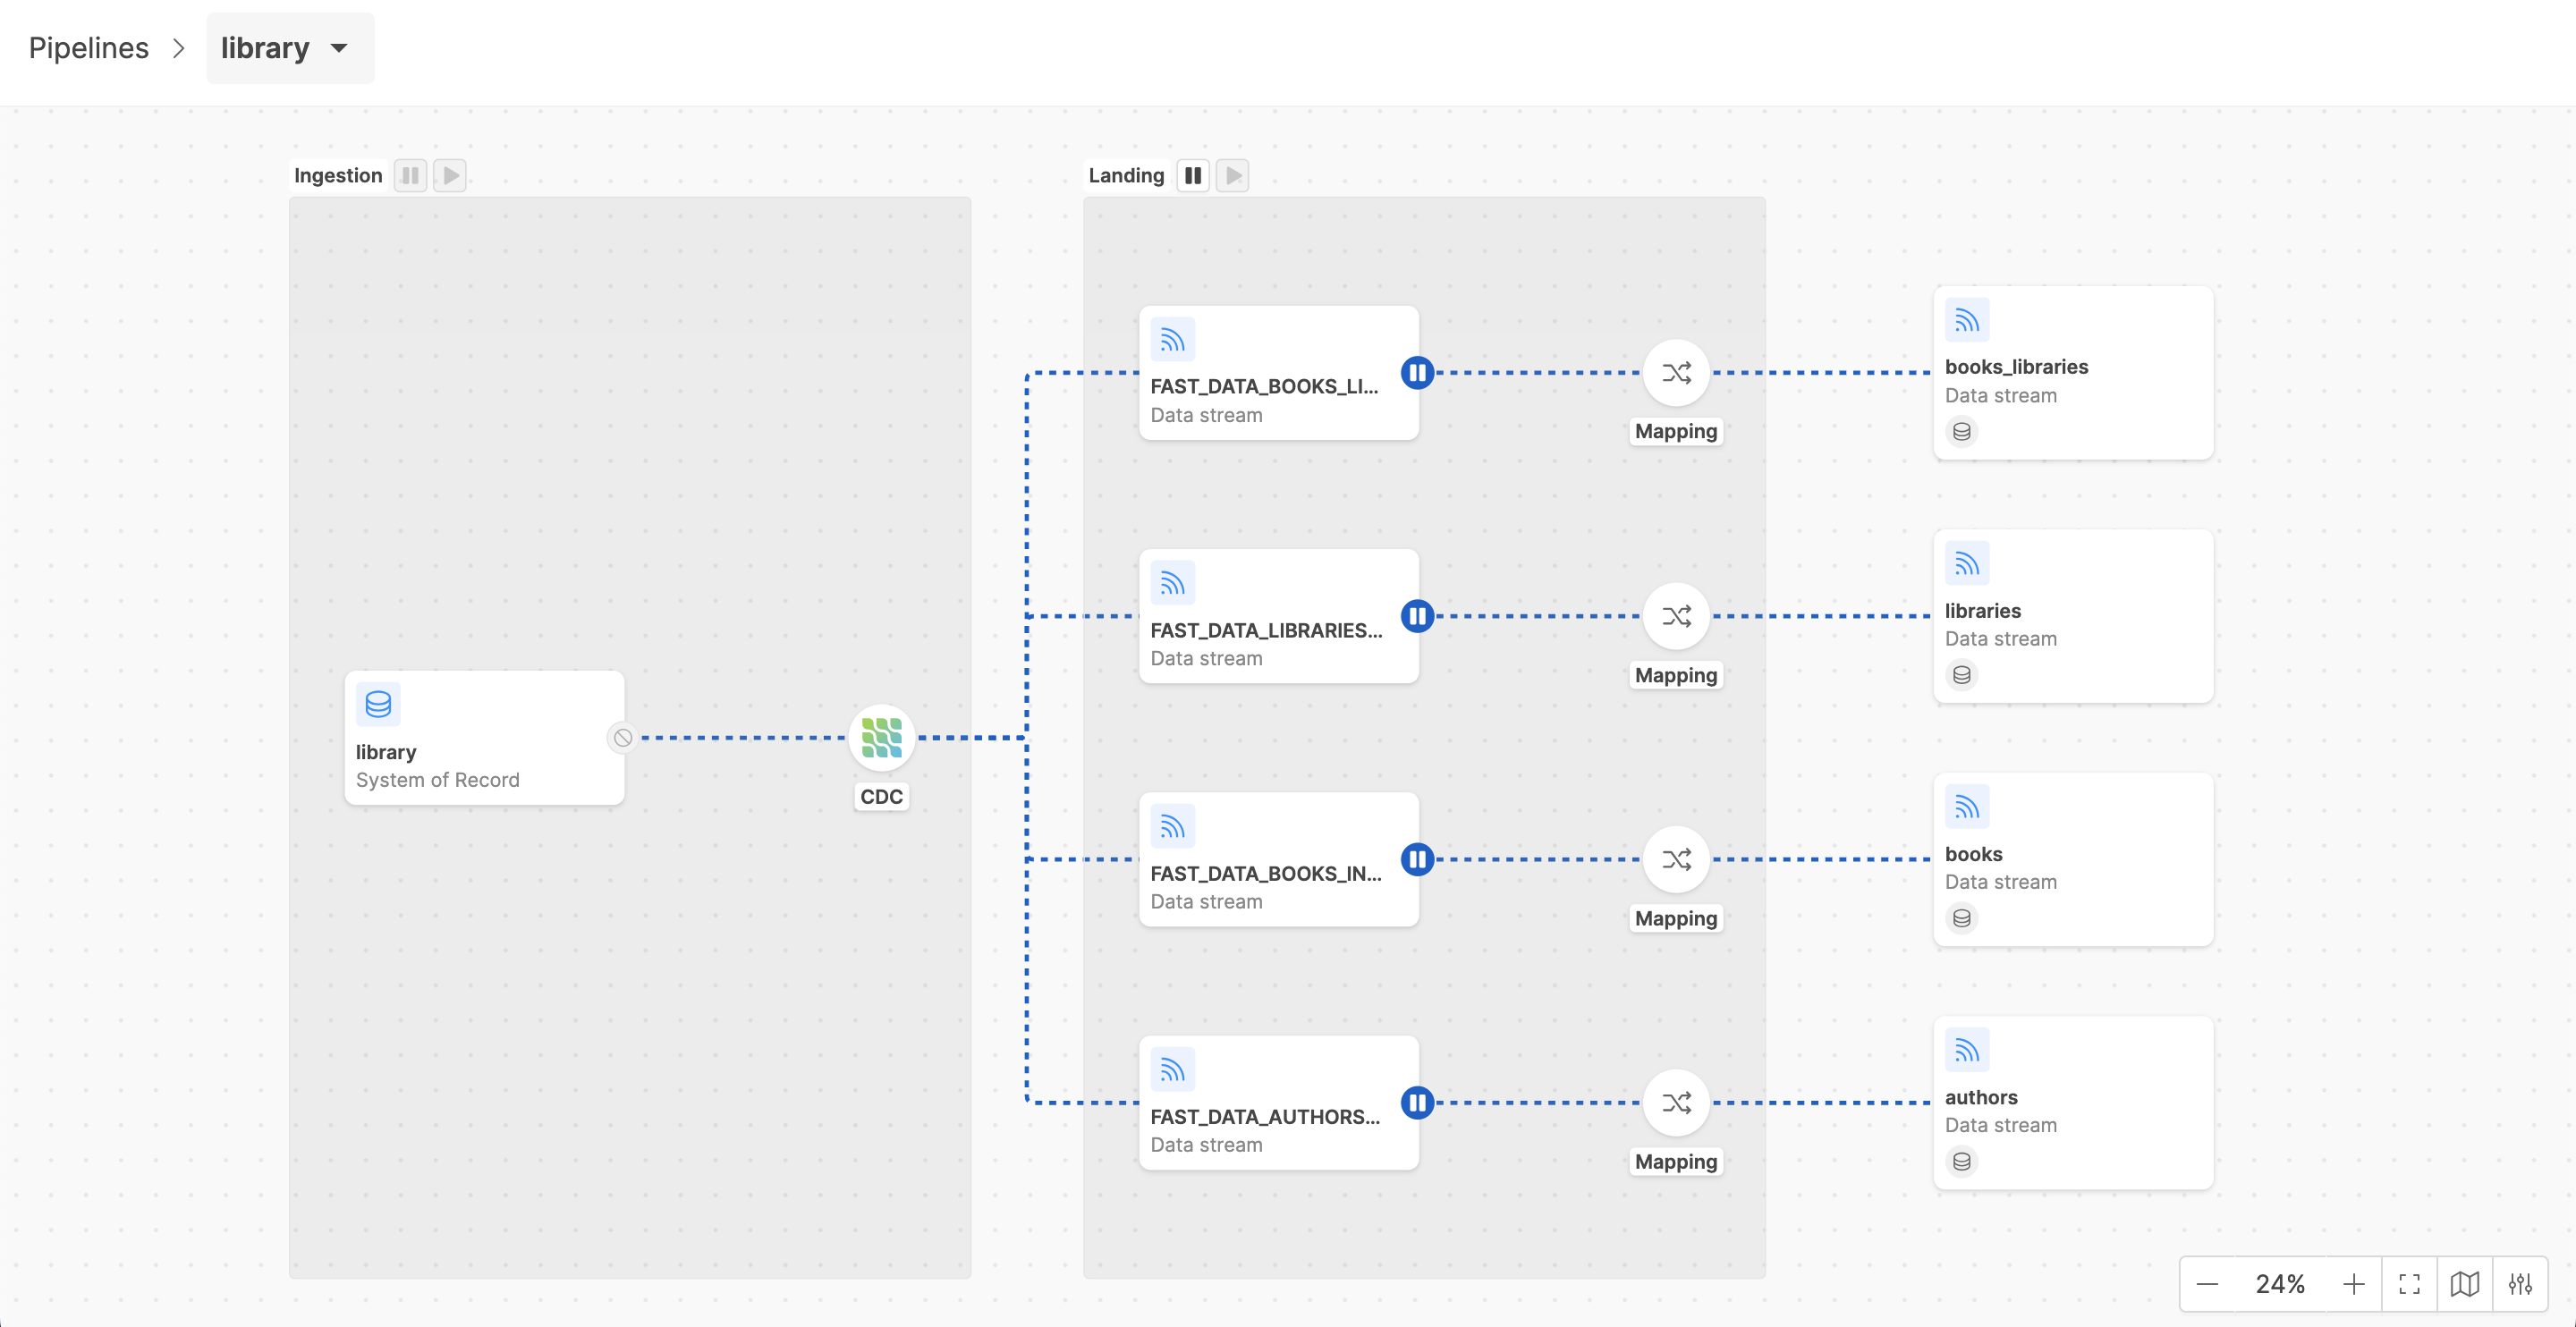 Pipelines
library
Ingestion
Landing
library
System of Record
CDC
FAST_DATA_BOOKS_LI...
Data stream
Mapping
FAST_DATA_LIBRARIES...
Data stream
Mapping
FAST_DATA_BOOKS_IN...
Data stream
Mapping
FAST_DATA_AUTHORS...
Data stream
Mapping
books_libraries
Data stream
libraries
Data stream
books
Data stream
authors
Data stream
24%